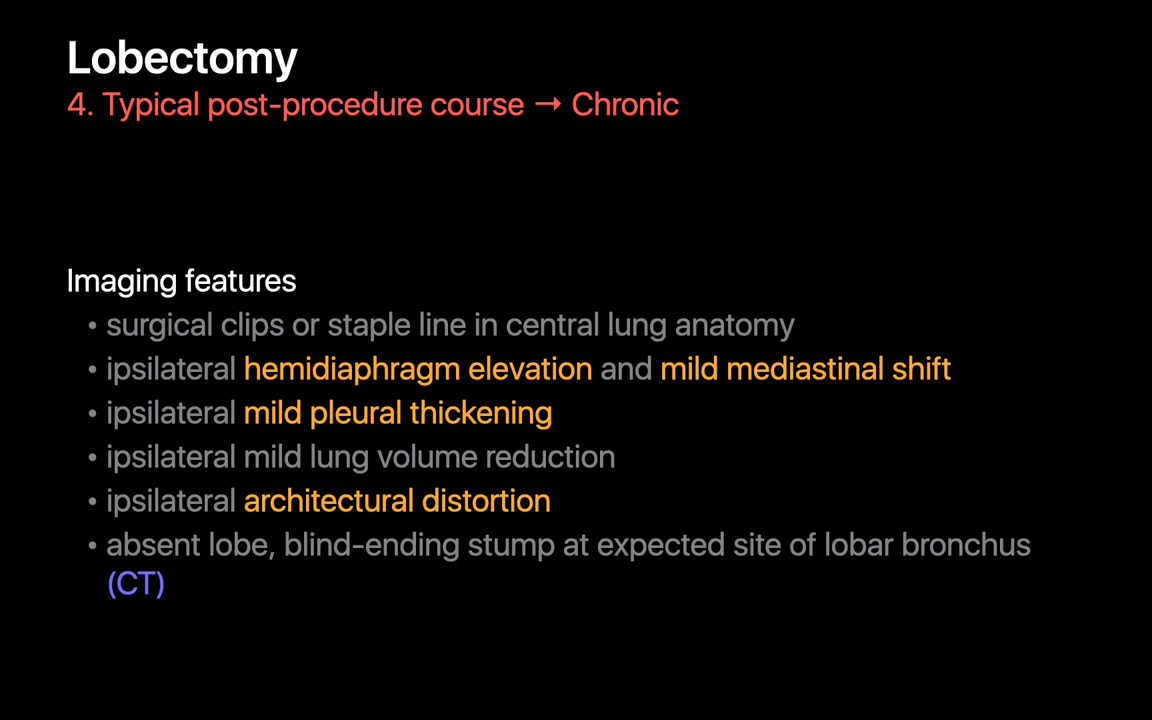 Lobectomy
4. Typical post-procedure course → Chronic
Imaging features
• surgical clips or staple line in central lung anatomy
• ipsilateral hemidiaphragm elevation and mild mediastinal shift
• ipsilateral mild pleural thickening
• ipsilateral mild lung volume reduction
• ipsilateral architectural distortion
• absent lobe, blind-ending stump at expected site of lobar bronchus
(CT)